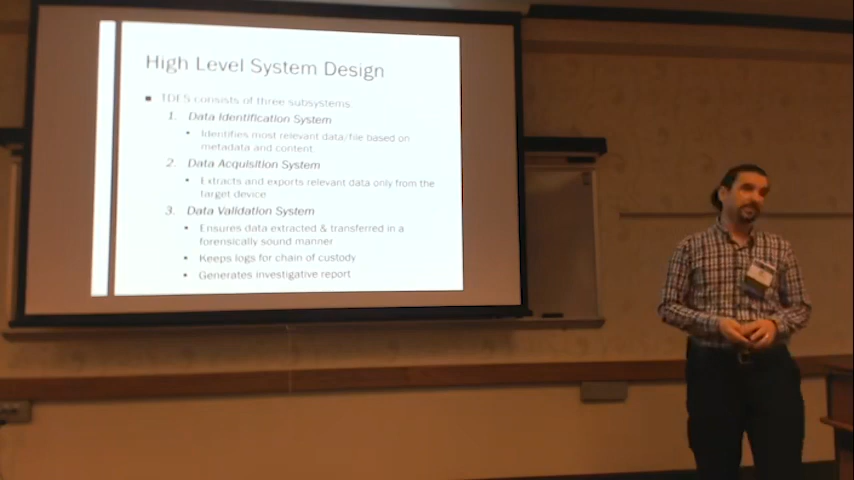 High Level System Design
▪ TDFS consists of three subsystems
1. Data Identification System
• Identifies most relevant data/file based on
metadata and content
2. Data Acquisition System
• Extracts and exports relevant data only from the
target device
3. Data Validation System
• Ensures data extracted & transferred in a
forensically sound manner
• Keeps logs for chain of custody
• Generates investigative report